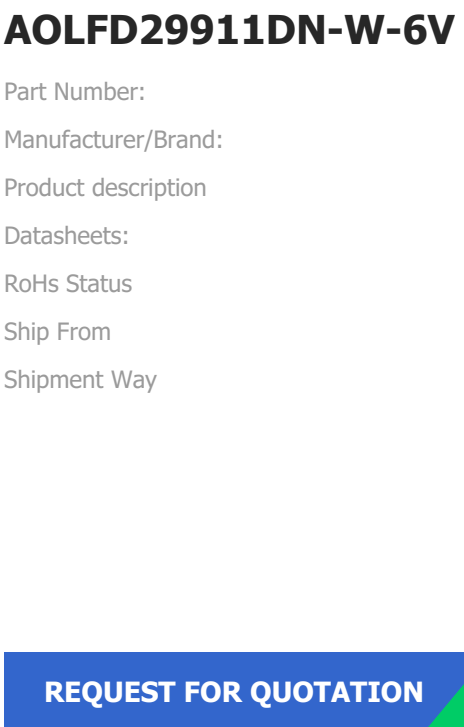 AOLFD29911DN-W-6V
Part Number:
Manufacturer/Brand:
Product description
Datasheets:
RoHs Status
Ship From
Shipment Way
REQUEST FOR QUOTATION